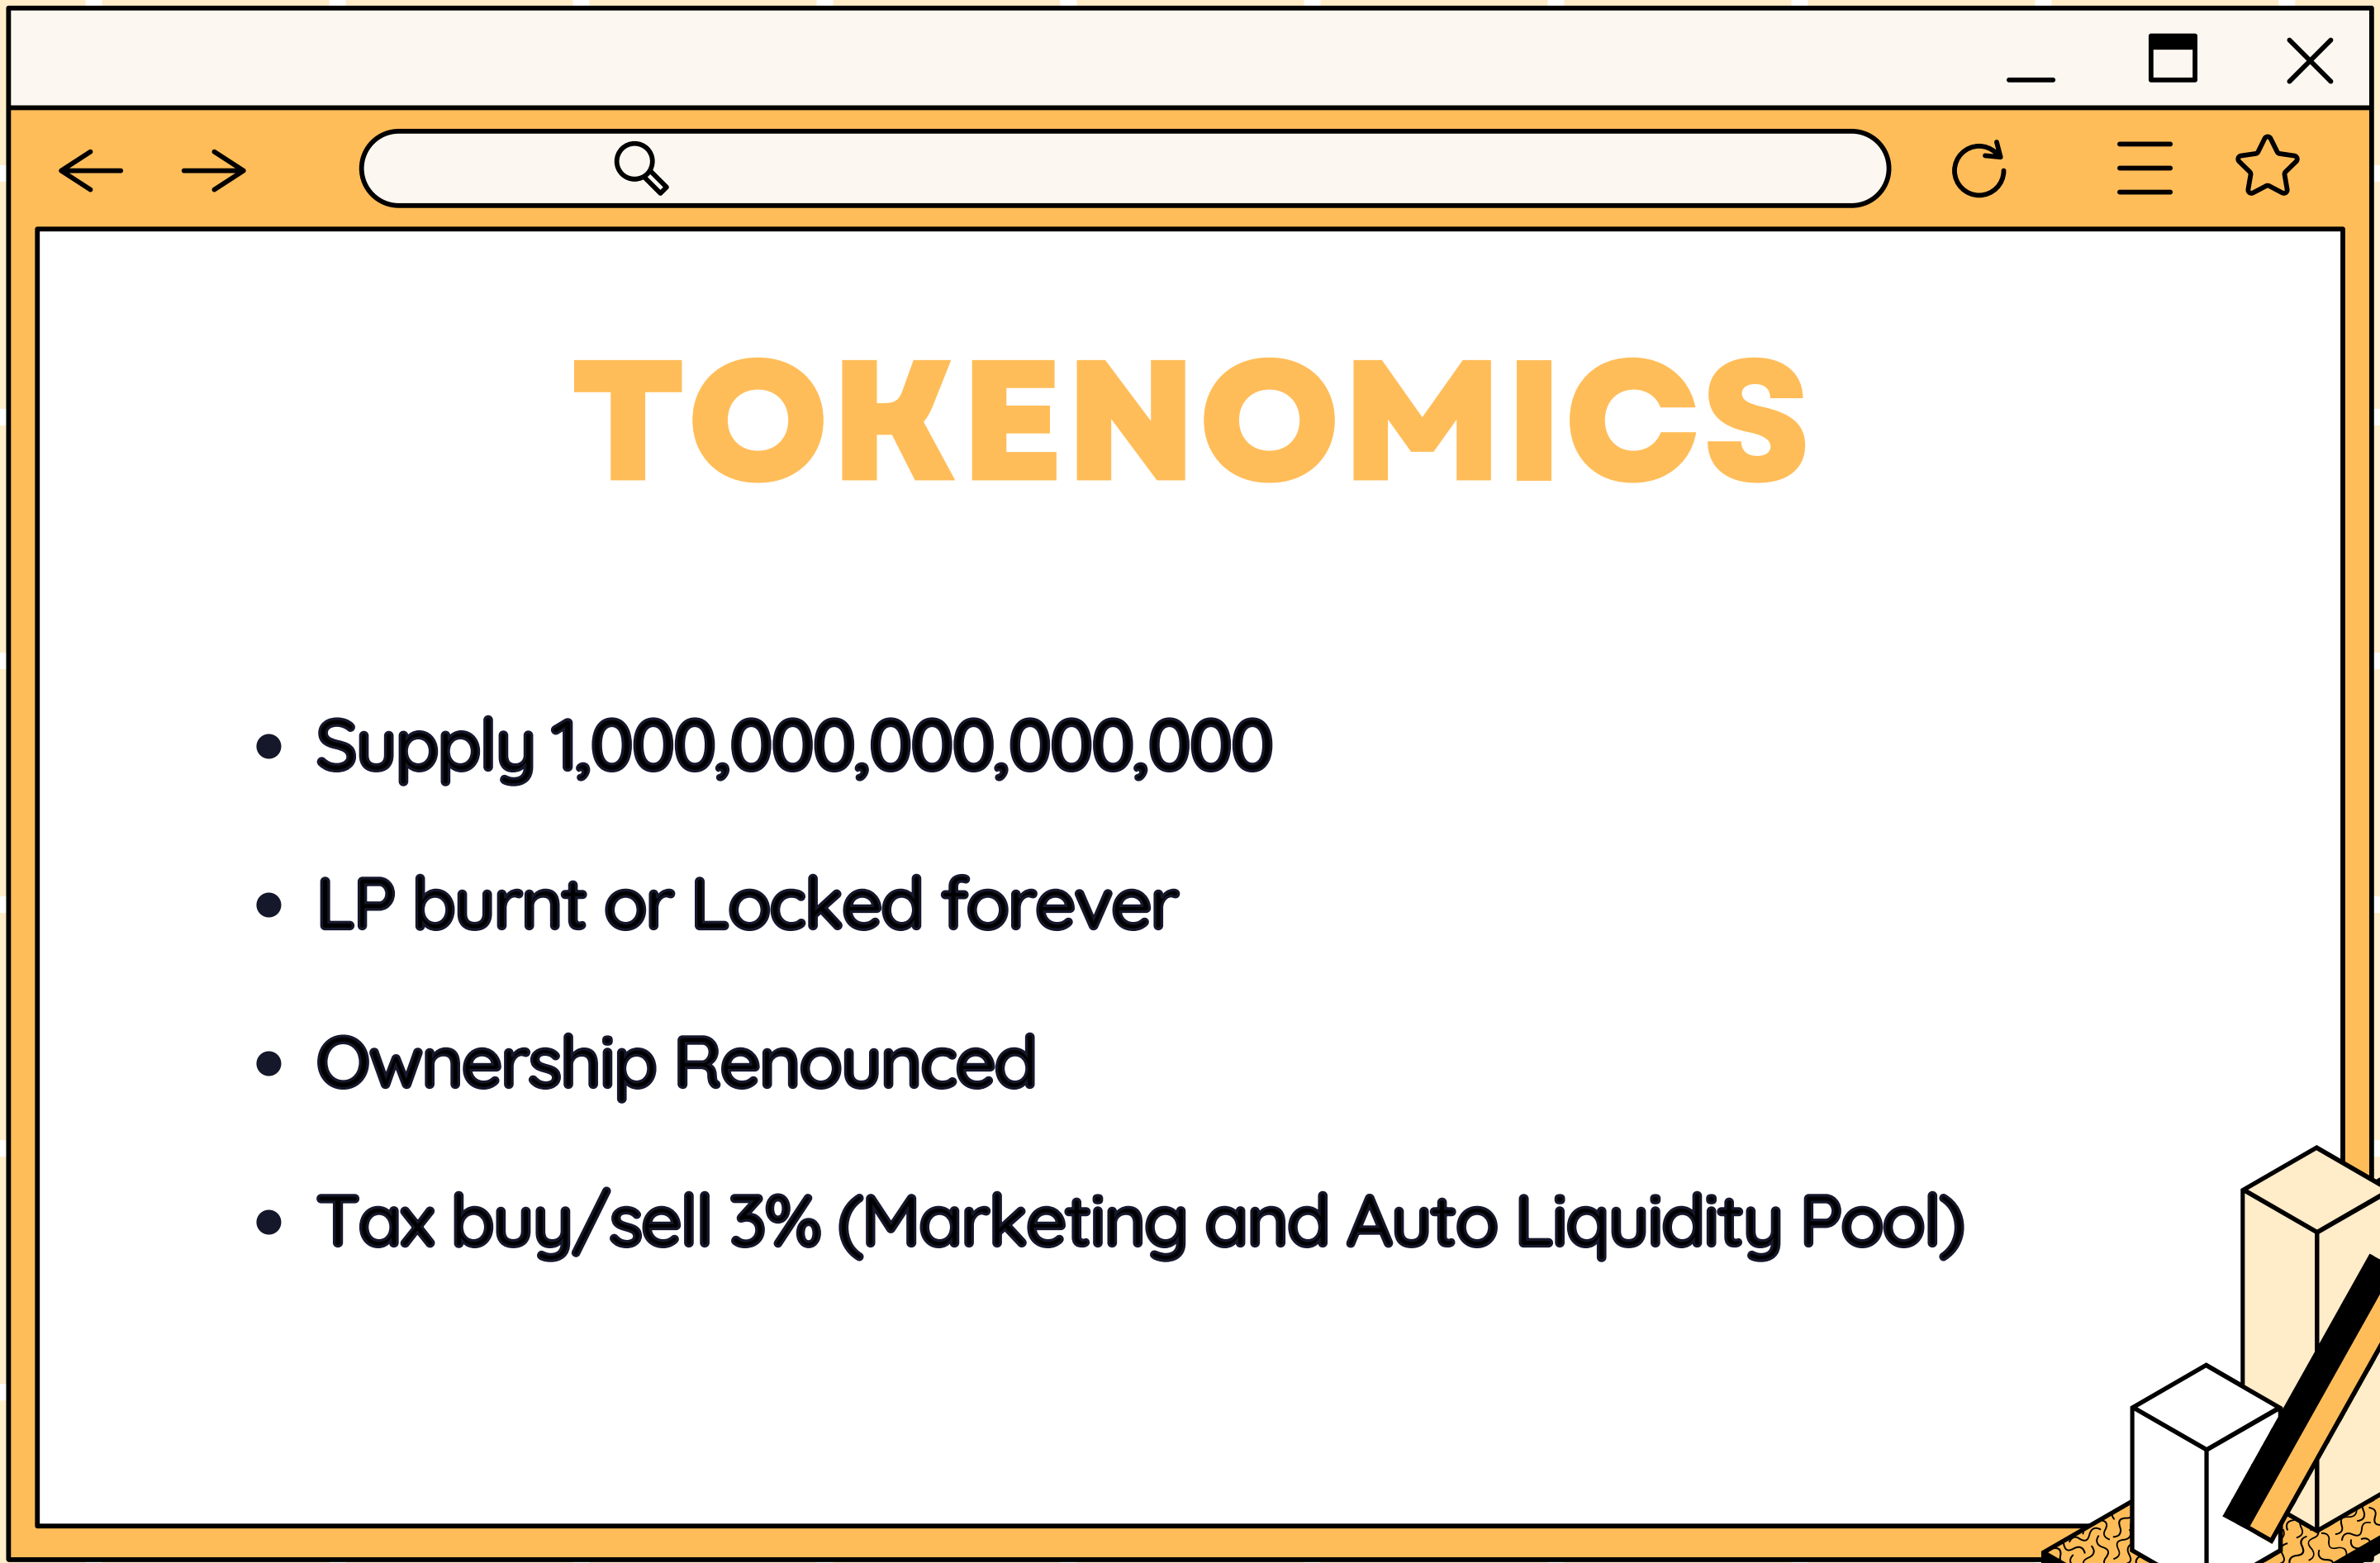 TOKENOMICS
• Supply 1,000,000,000,000,000
• LP burnt or Locked forever
• Ownership Renounced
• Tax buy/sell 3% (Marketing and Auto Liquidity Pool)